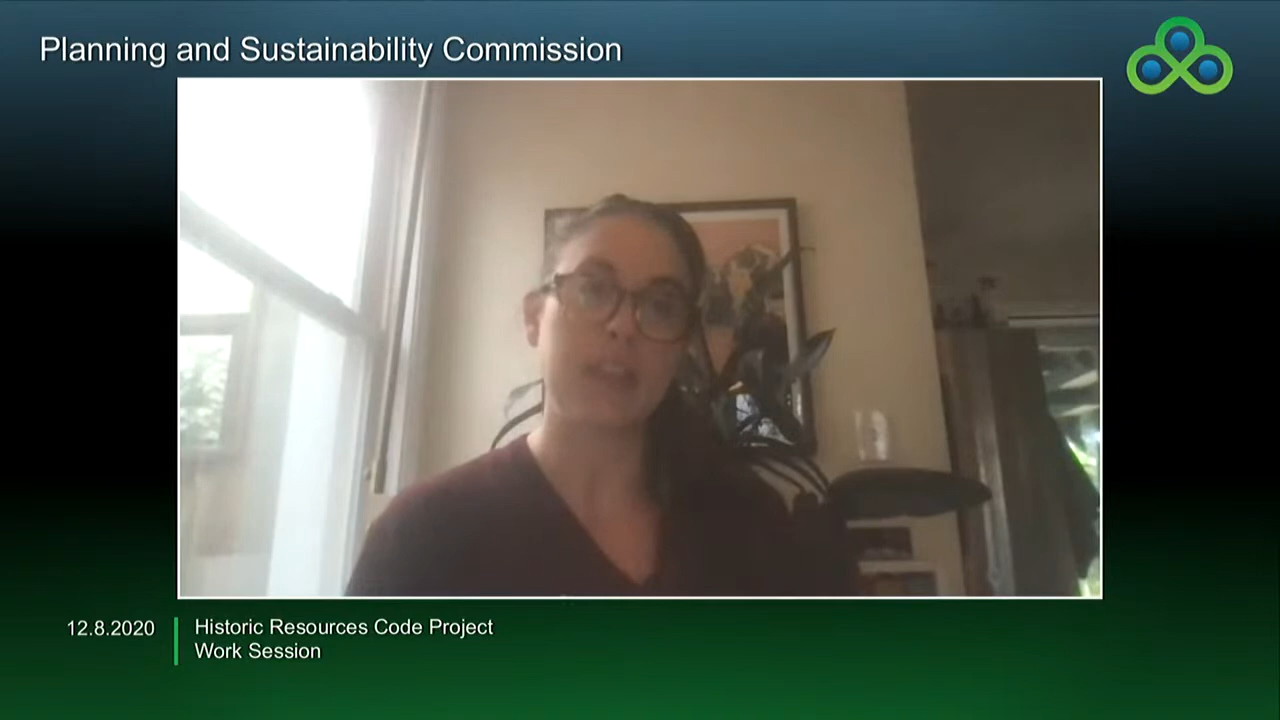 Planning and Sustainability Commission
12.8.2020
Historic Resources Code Project
Work Session